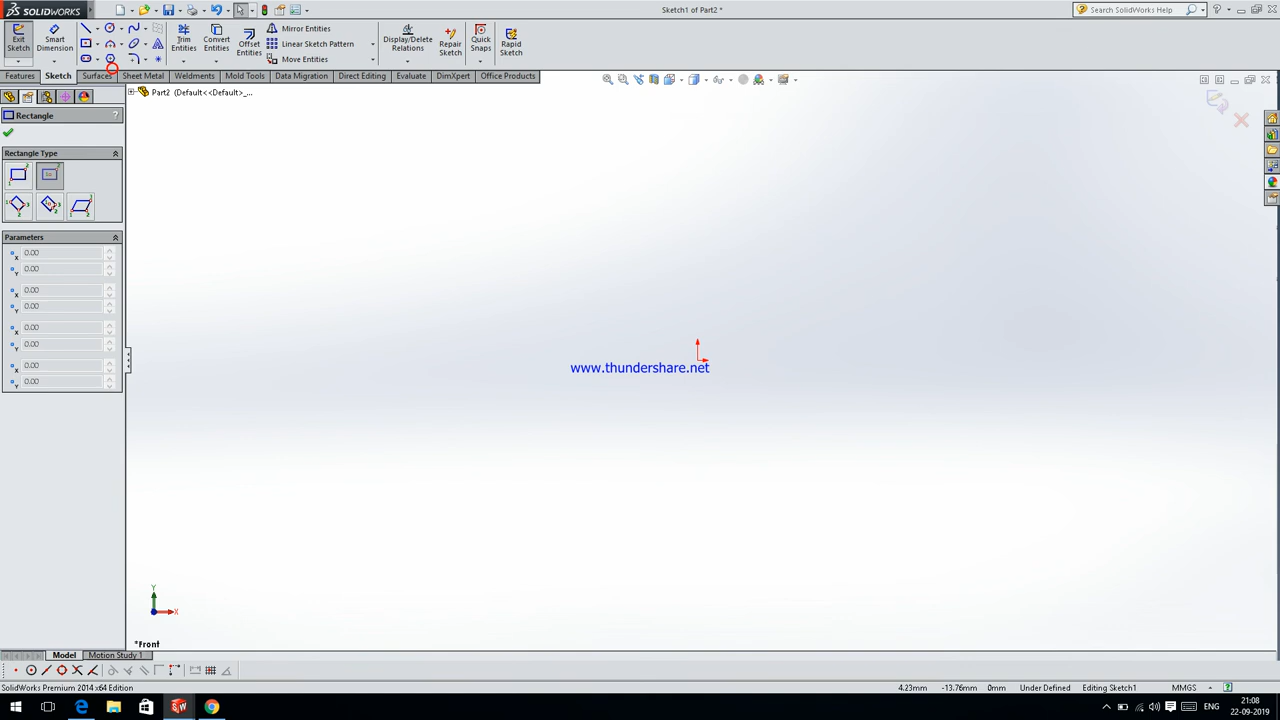 SOLIDWORKS
Sketch1 of Part2 *
Search SolidWorks Help
Exit Sketch
Smart Dimension
Trim Entities
Convert Entities
Offset Entities
Mirror Entities
Linear Sketch Pattern
Move Entities
Display/Delete Relations
Repair Sketch
Quick Snaps
Rapid Sketch
Features
Sketch
Surfaces
Sheet Metal
Weldments
Mold Tools
Data Migration
Direct Editing
Evaluate
DimXpert
Office Products
Part2 (Default<<Default>_...
Rectangle
?
Rectangle Type
Parameters
X 0.00
Y 0.00
X 0.00
Y 0.00
X 0.00
Y 0.00
X 0.00
Y 0.00
www.thundershare.net
Y
X
*Front
Model
Motion Study 1
SolidWorks Premium 2014 x64 Edition
4.23mm
-13.76mm
0mm
Under Defined
Editing Sketch1
MMGS
ENG
21:08
22-09-2019